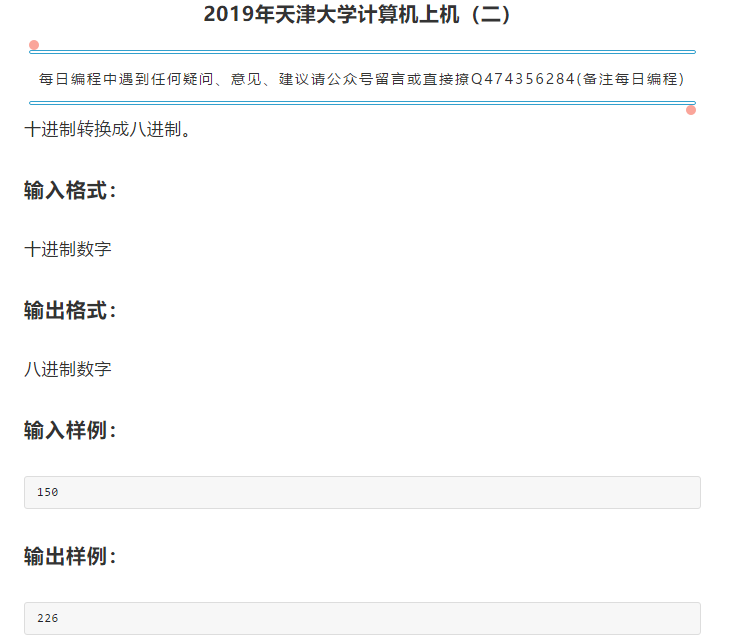 2019年天津大学计算机上机（二）
每日编程中遇到任何疑问、意见、建议请公众号留言或直接撩Q474356284(备注每日编程)
十进制转换成八进制。
输入格式：
十进制数字
输出格式：
八进制数字
输入样例：
150
输出样例：
226